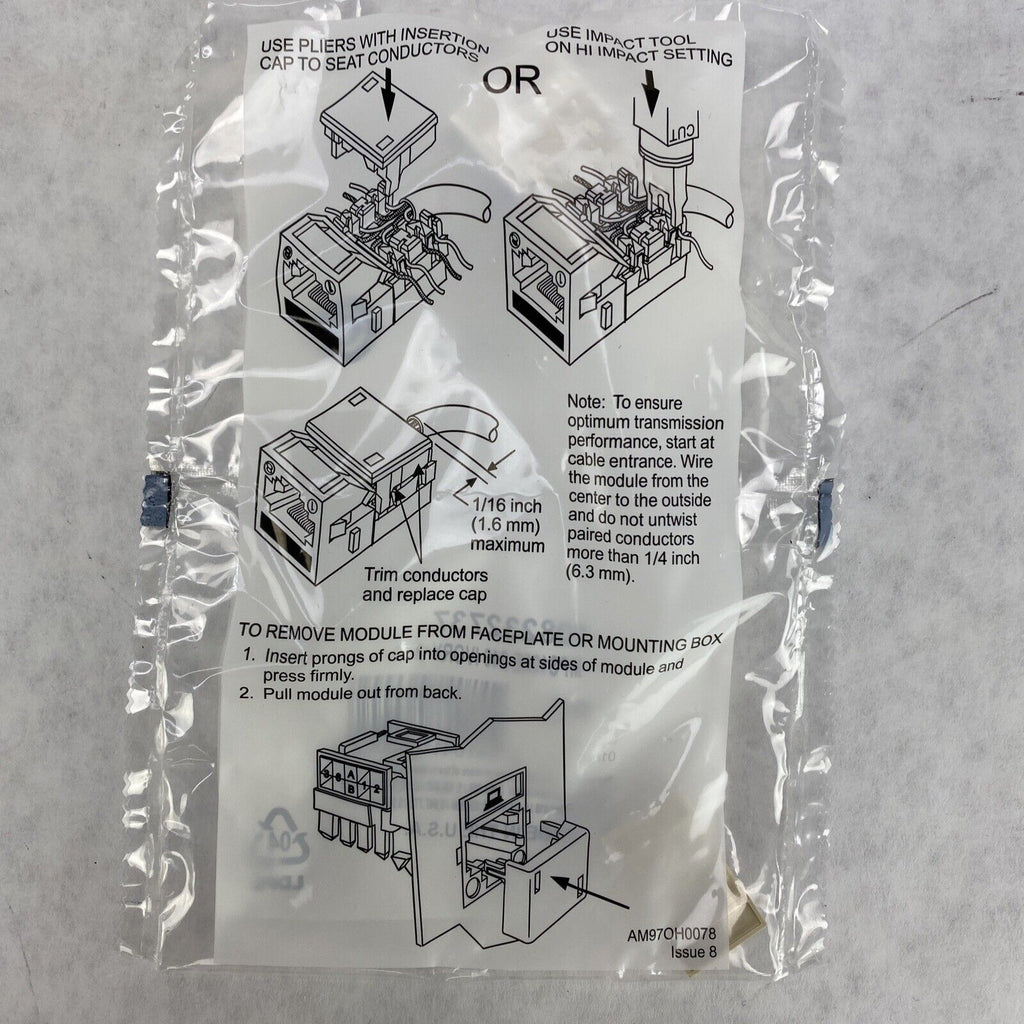 USE PLIERS WITH INSERTION
CAP TO SEAT CONDUCTORS
OR
USE IMPACT TOOL
ON HI IMPACT SETTING
CUT
Note: To ensure
optimum transmission
performance, start at
cable entrance. Wire
the module from the
center to the outside
and do not untwist
paired conductors
more than 1/4 inch
(6.3 mm).
1/16 inch
(1.6 mm)
maximum
Trim conductors
and replace cap
TO REMOVE MODULE FROM FACEPLATE OR MOUNTING BOX
1. Insert prongs of cap into openings at sides of module and
press firmly.
2. Pull module out from back.
A
B
1 2
U.S.A.
04
AM97OH0078
Issue 8